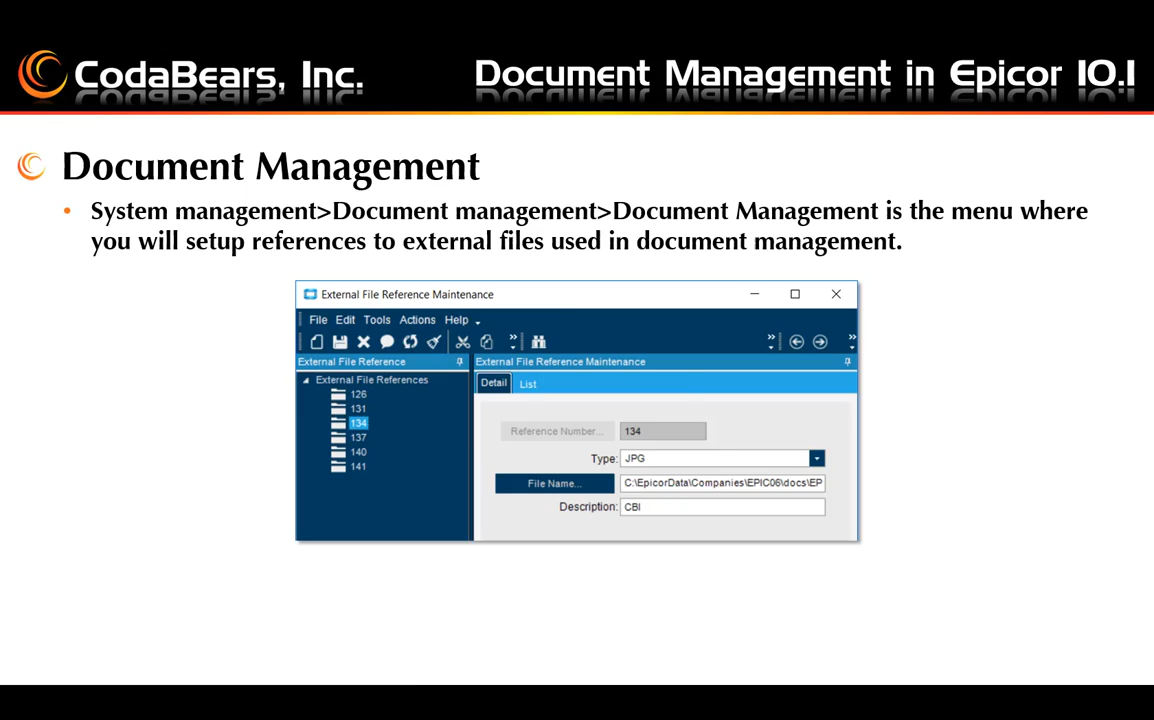 CodaBears, Inc.
Document Management in Epicor 10.1
Document Management
• System management>Document management>Document Management is the menu where
you will setup references to external files used in document management.
External File Reference Maintenance
File Edit Tools Actions Help
External File Reference
External File References
126
131
134
137
140
141
External File Reference Maintenance
Detail List
Reference Number... 134
Type: JPG
File Name... C:\EpicorData\Companies\EPIC06\docs\EP
Description: CBI